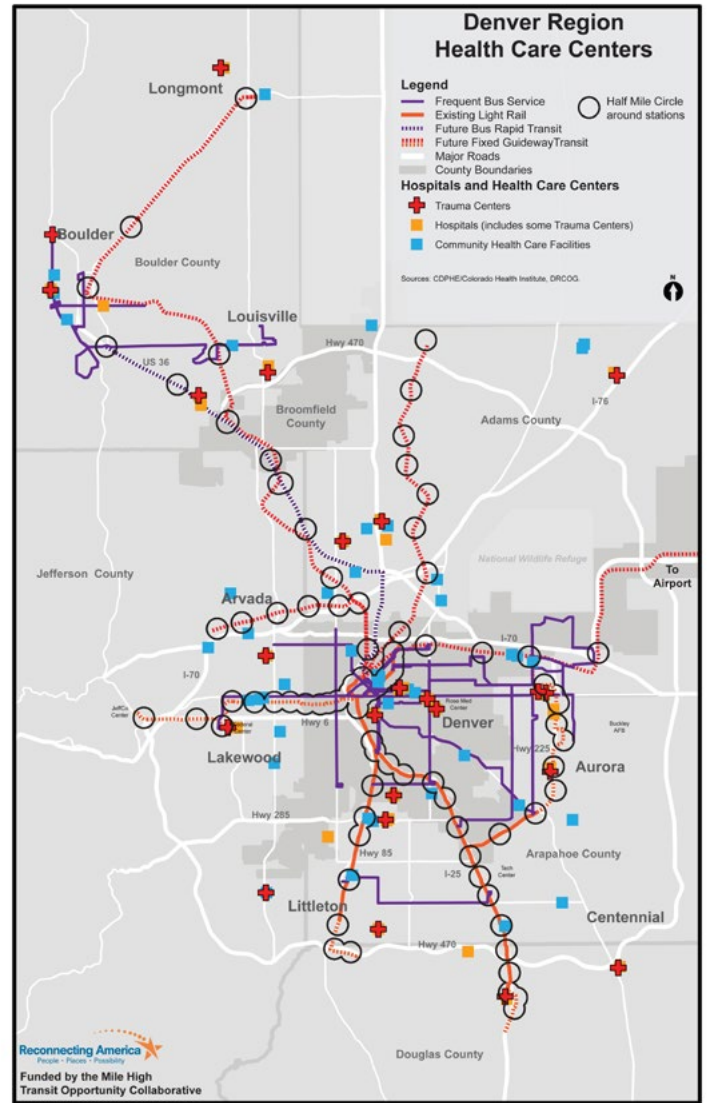 Denver Region
Health Care Centers
Legend
Frequent Bus Service
Existing Light Rail
Future Bus Rapid Transit
Future Fixed GuidewayTransit
Major Roads
County Boundaries
Half Mile Circle
around stations
Hospitals and Health Care Centers
Trauma Centers
Hospitals (includes some Trauma Centers)
Community Health Care Facilities
Sources: CDPHE/Colorado Health Institute, DRCOG.
N
Longmont
Boulder
Boulder County
Louisville
US 36
Hwy 470
Broomfield
County
Adams County
I-76
National Wildlife Refuge
To
Airport
Jefferson County
Arvada
I-70
I-70
JeffCo
Center
Hwy 6
Lakewood
Rose Med
Center
Denver
Hwy 225
Buckley
AFB
Aurora
Hwy 285
Hwy 85
I-25
Tech
Center
Arapahoe County
Littleton
Centennial
Hwy 470
Douglas County
Reconnecting America
People - Places - Possibility
Funded by the Mile High
Transit Opportunity Collaborative